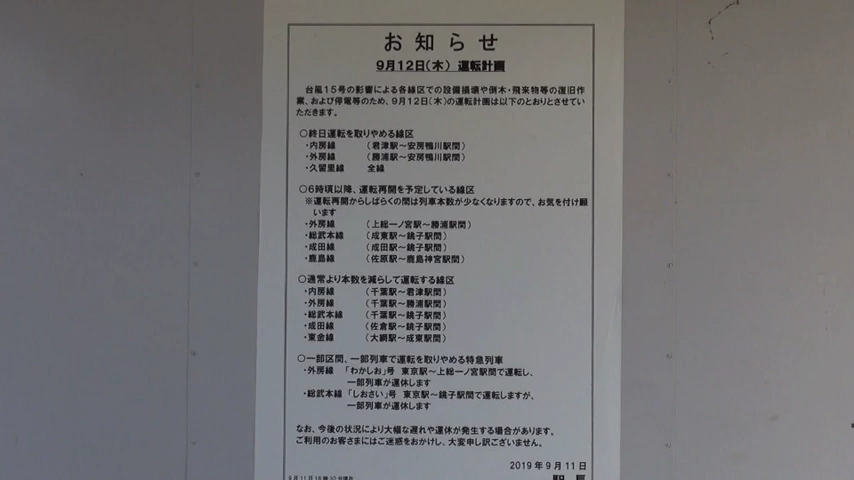 お知らせ
9月12日(木) 運転計画
台風15号の影響による各線区での設備損壊や倒木・飛来物等の復旧作
業、および停電等のため、9月12日(木)の運転計画は以下のとおりとさせてい
ただきます。
○終日運転を取りやめる線区
・内房線 (君津駅～安房鴨川駅間)
・外房線 (勝浦駅～安房鴨川駅間)
・久留里線 全線
○6時頃以降、運転再開を予定している線区
※運転再開からしばらくの間は列車本数が少なくなりますので、お気を付け願
います
・外房線 (上総一ノ宮駅～勝浦駅間)
・総武本線 (成東駅～銚子駅間)
・成田線 (成田駅～銚子駅間)
・鹿島線 (佐原駅～鹿島神宮駅間)
○通常より本数を減らして運転する線区
・内房線 (千葉駅～君津駅間)
・外房線 (千葉駅～勝浦駅間)
・総武本線 (千葉駅～銚子駅間)
・成田線 (佐倉駅～銚子駅間)
・東金線 (大網駅～成東駅間)
○一部区間、一部列車で運転を取りやめる特急列車
・外房線 「わかしお」号 東京駅～上総一ノ宮駅間で運転し、
一部列車が運休します
・総武本線 「しおさい」号 東京駅～銚子駅間で運転しますが、
一部列車が運休します
なお、今後の状況により大幅な遅れや運休が発生する場合があります。
ご利用のお客さまにはご迷惑をおかけし、大変申し訳ございません。
2019年9月11日
駅長